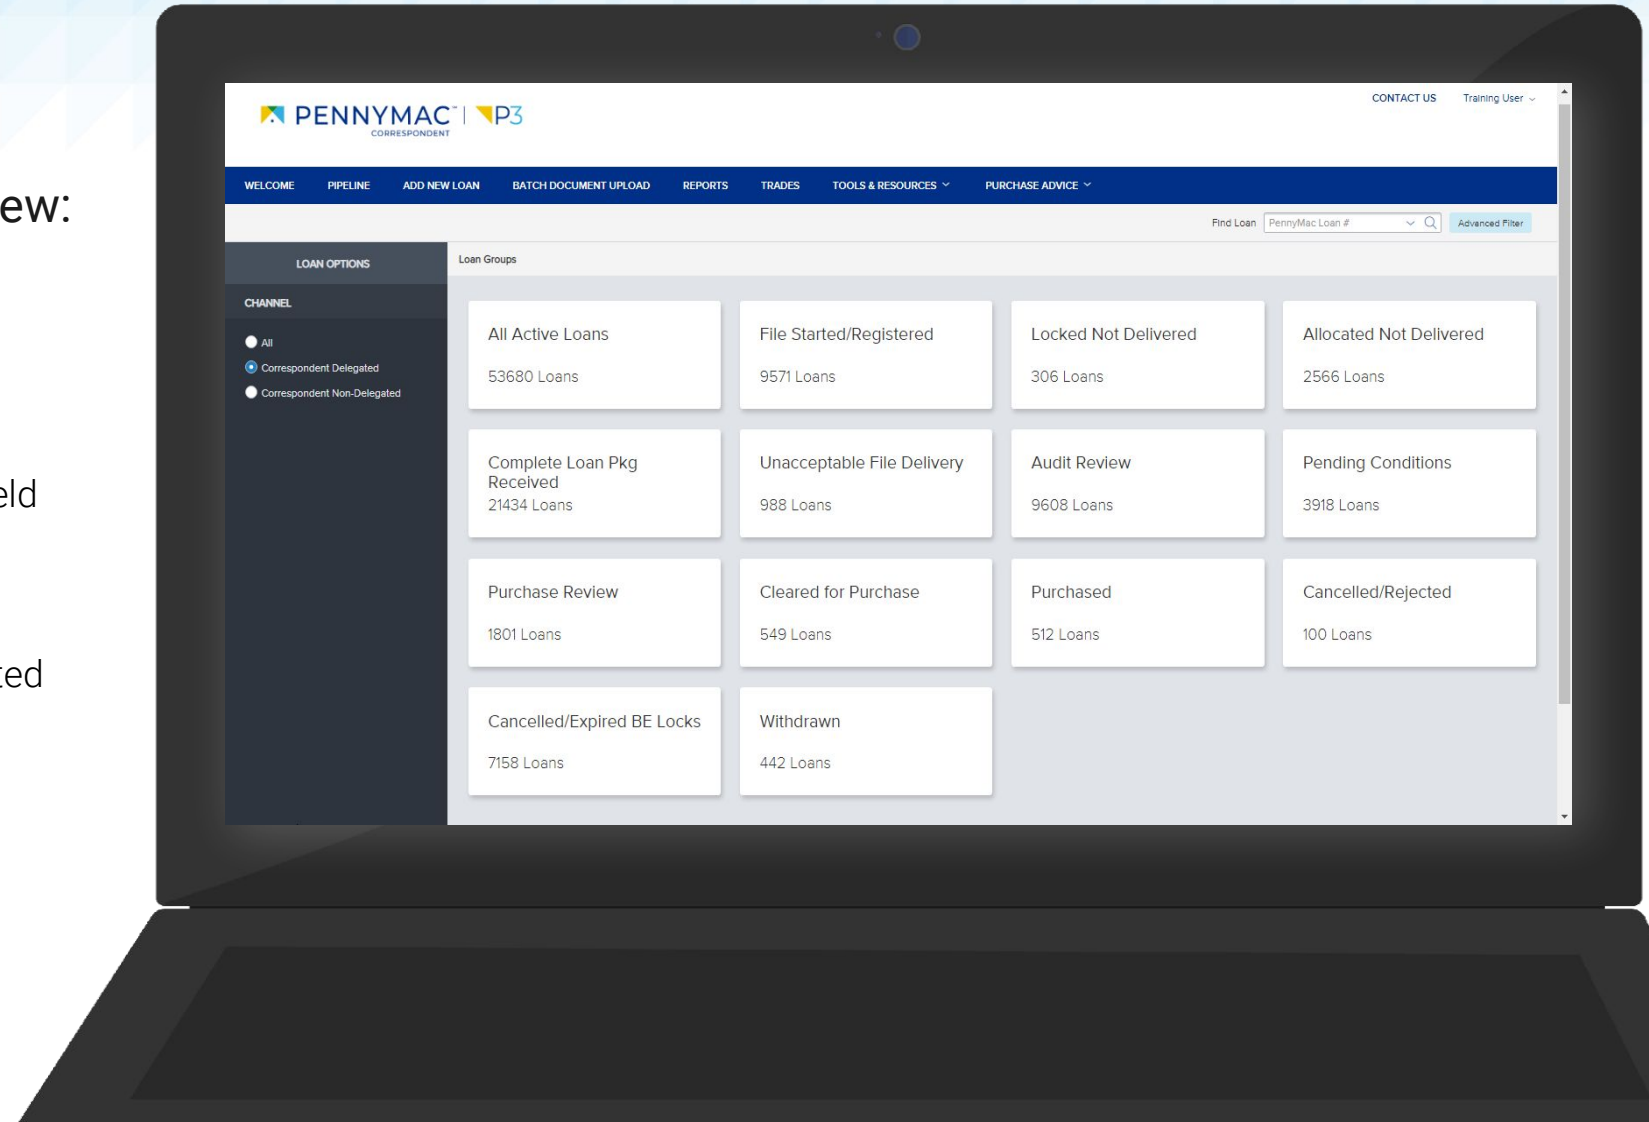 ew:
eld
ted
PENNYMAC™ | P3
CORRESPONDENT
CONTACT US
Training User
WELCOME
PIPELINE
ADD NEW LOAN
BATCH DOCUMENT UPLOAD
REPORTS
TRADES
TOOLS & RESOURCES
PURCHASE ADVICE
Find Loan
PennyMac Loan #
Advanced Filter
LOAN OPTIONS
CHANNEL
All
Correspondent Delegated
Correspondent Non-Delegated
Loan Groups
All Active Loans
53680 Loans
File Started/Registered
9571 Loans
Locked Not Delivered
306 Loans
Allocated Not Delivered
2566 Loans
Complete Loan Pkg
Received
21434 Loans
Unacceptable File Delivery
988 Loans
Audit Review
9608 Loans
Pending Conditions
3918 Loans
Purchase Review
1801 Loans
Cleared for Purchase
549 Loans
Purchased
512 Loans
Cancelled/Rejected
100 Loans
Cancelled/Expired BE Locks
7158 Loans
Withdrawn
442 Loans